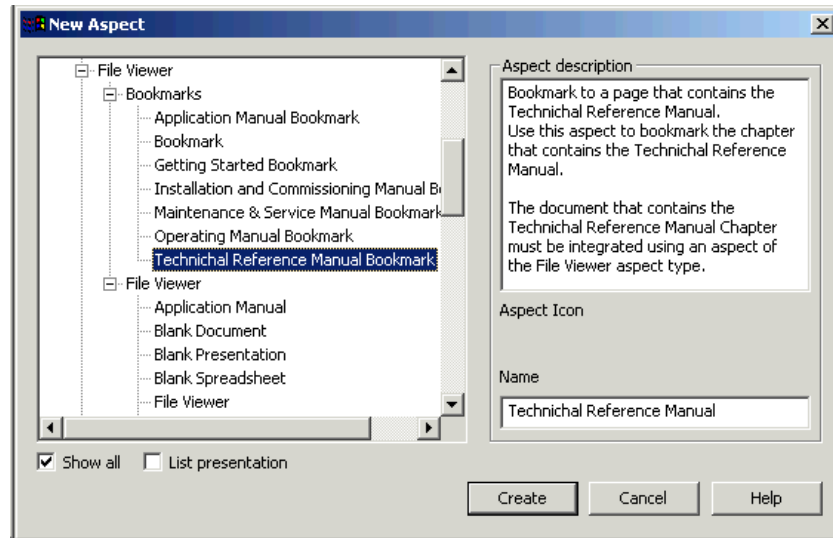 New Aspect
File Viewer
Bookmarks
Application Manual Bookmark
Bookmark
Getting Started Bookmark
Installation and Commissioning Manual B
Maintenance & Service Manual Bookmark
Operating Manual Bookmark
Technichal Reference Manual Bookmark
File Viewer
Application Manual
Blank Document
Blank Presentation
Blank Spreadsheet
File Viewer
Show all
List presentation
Aspect description
Bookmark to a page that contains the
Technichal Reference Manual.
Use this aspect to bookmark the chapter
that contains the Technichal Reference
Manual.
The document that contains the
Technichal Reference Manual Chapter
must be integrated using an aspect of
the File Viewer aspect type.
Aspect Icon
Name
Technichal Reference Manual
Create
Cancel
Help